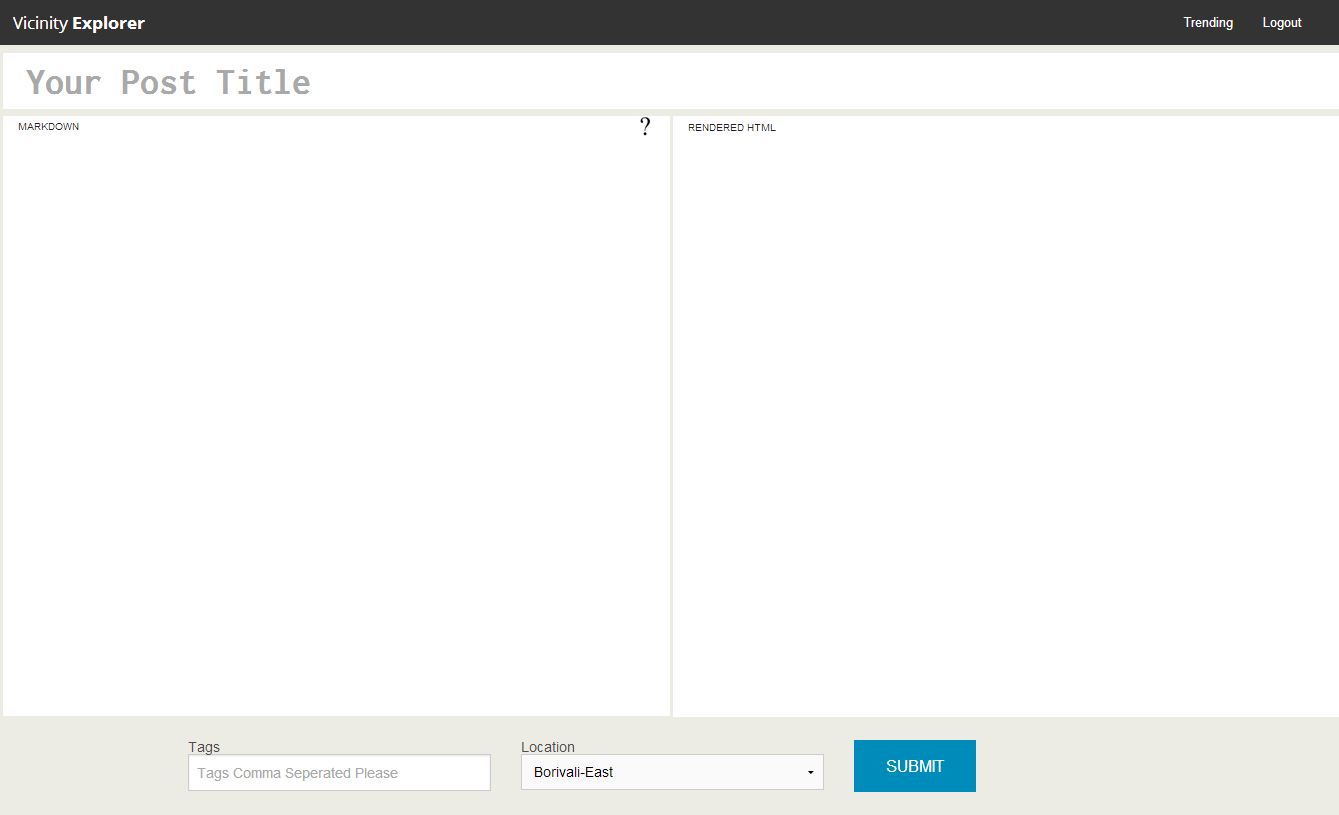 Vicinity Explorer
Trending
Logout
Your Post Title
MARKDOWN
?
RENDERED HTML
Tags
Tags Comma Seperated Please
Location
Borivali-East
SUBMIT